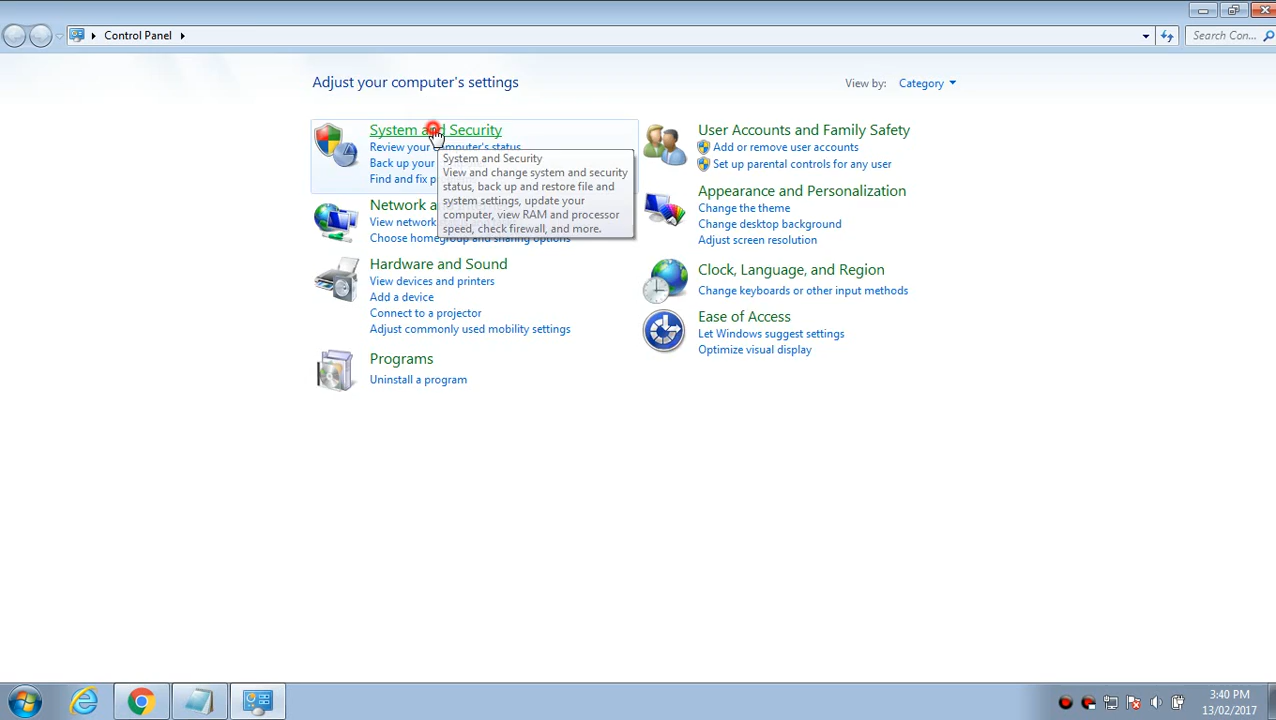 Control Panel
Search Con...
Adjust your computer's settings
View by: Category
System and Security
Review your computer's status
Back up your
Find and fix p
System and Security
View and change system and security
status, back up and restore file and
system settings, update your
computer, view RAM and processor
speed, check firewall, and more.
Network a
View network
Choose homegroup and sharing options
Hardware and Sound
View devices and printers
Add a device
Connect to a projector
Adjust commonly used mobility settings
Programs
Uninstall a program
User Accounts and Family Safety
Add or remove user accounts
Set up parental controls for any user
Appearance and Personalization
Change the theme
Change desktop background
Adjust screen resolution
Clock, Language, and Region
Change keyboards or other input methods
Ease of Access
Let Windows suggest settings
Optimize visual display
3:40 PM
13/02/2017